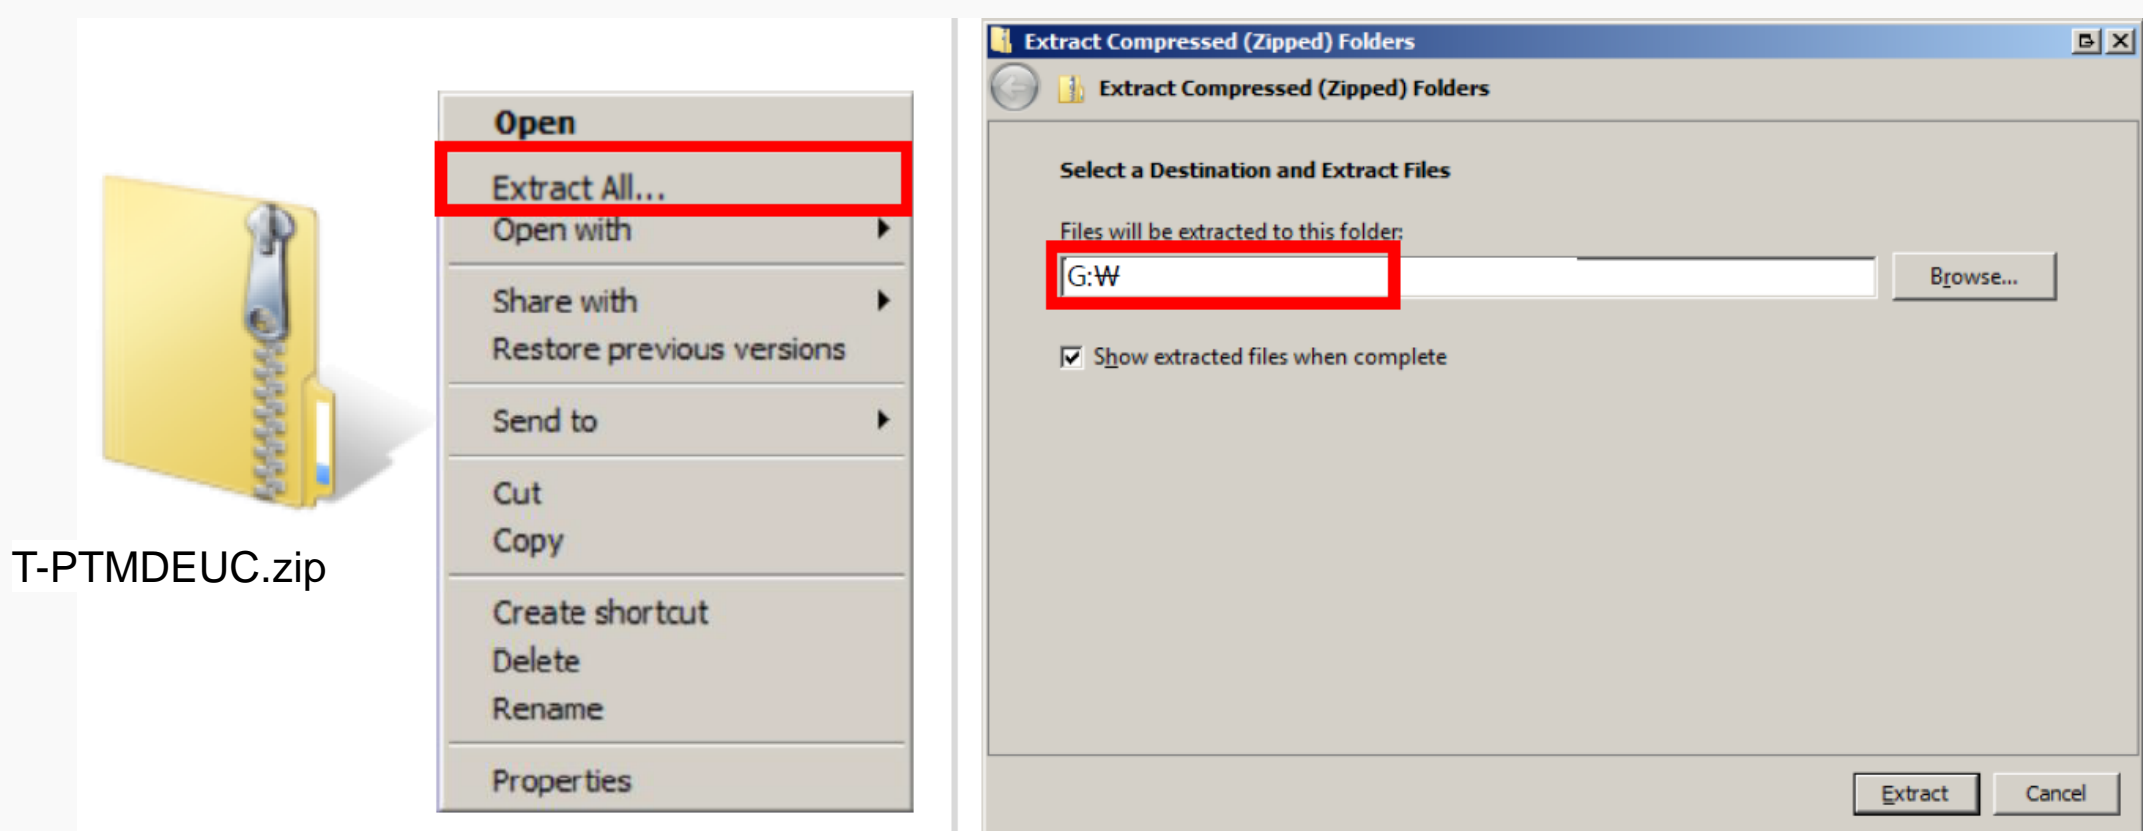 T-PTMDEUC.zip
Open
Extract All...
Open with
Share with
Restore previous versions
Send to
Cut
Copy
Create shortcut
Delete
Rename
Properties
Extract Compressed (Zipped) Folders
Extract Compressed (Zipped) Folders
Select a Destination and Extract Files
Files will be extracted to this folder:
G:₩
Browse...
Show extracted files when complete
Extract
Cancel